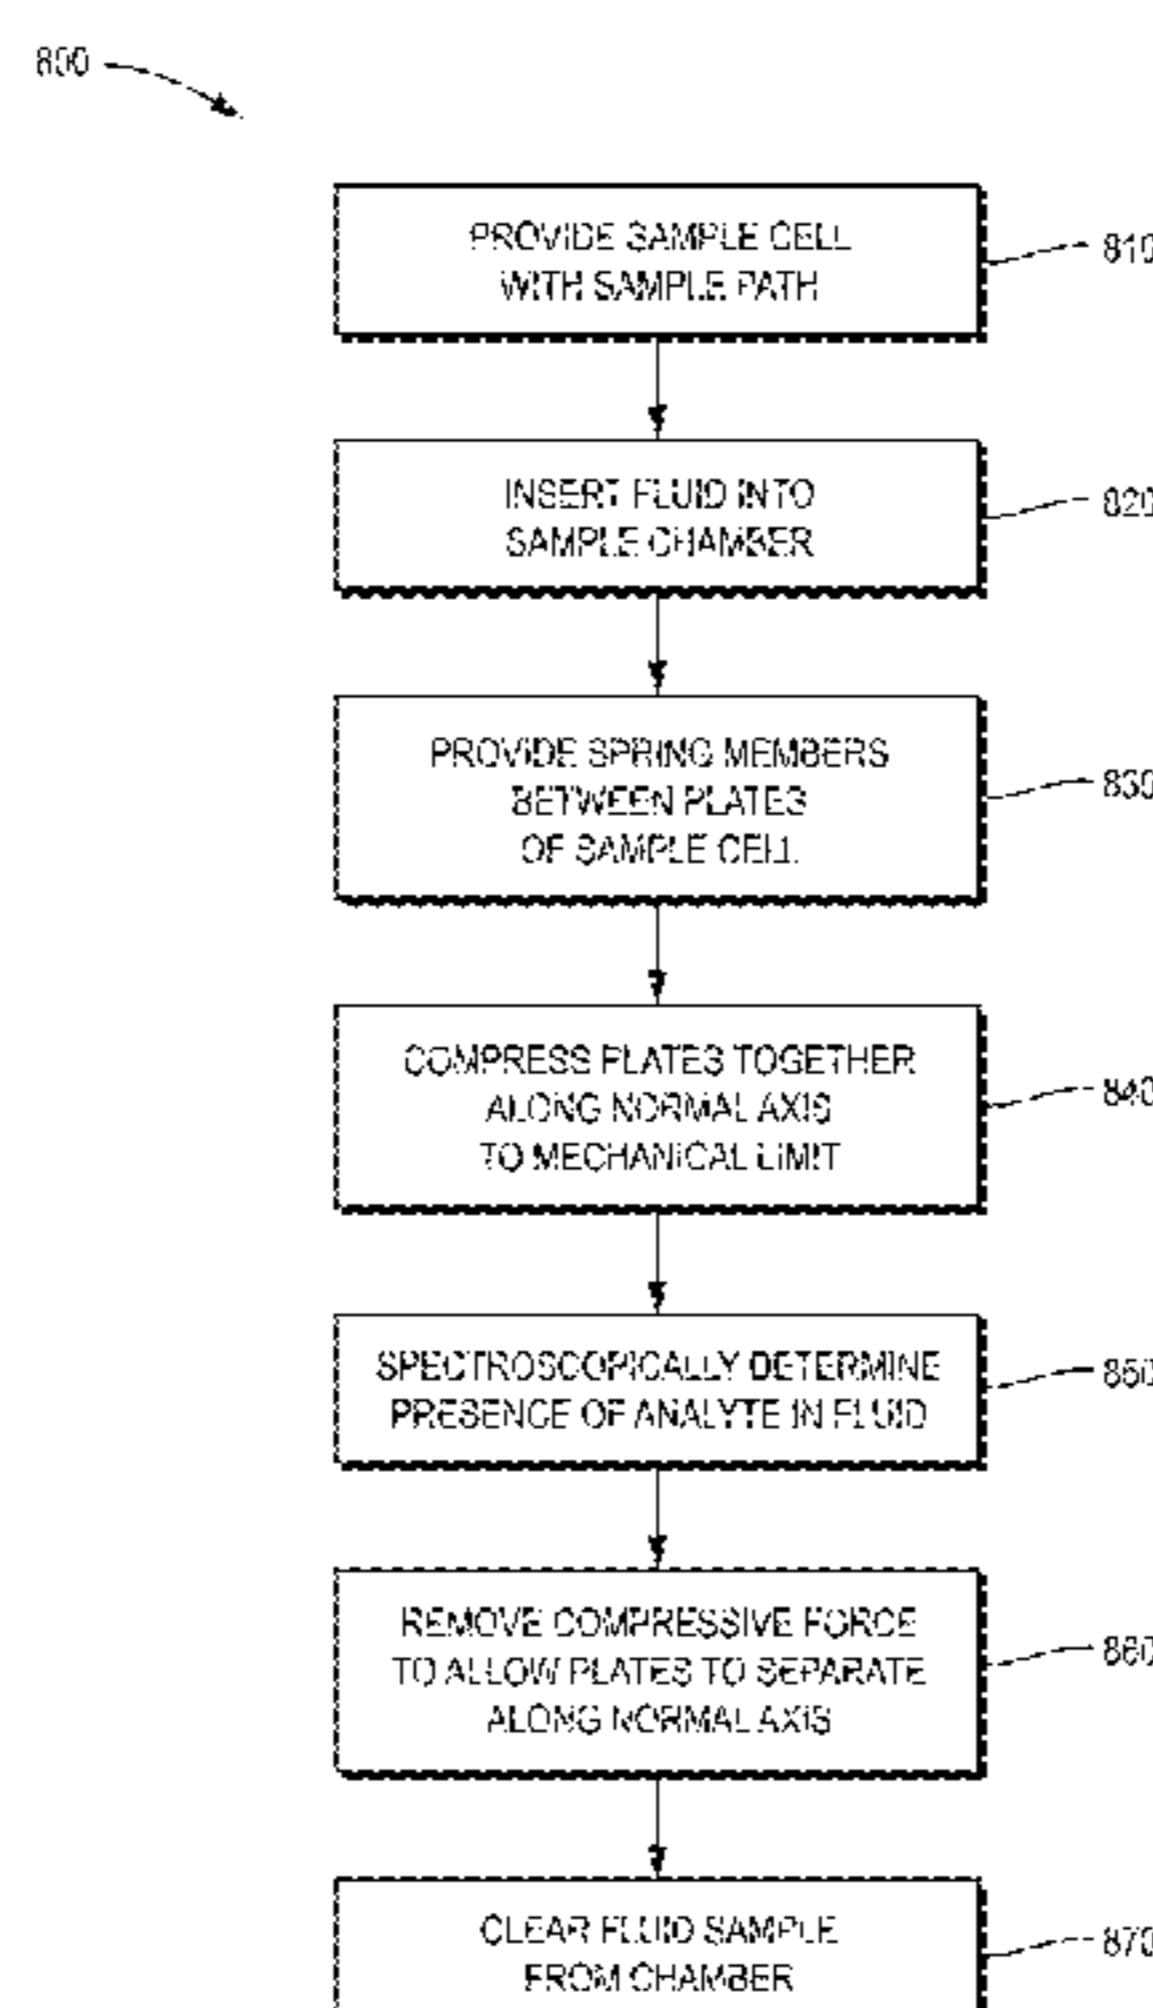 800
PROVIDE SAMPLE CELL
WITH SAMPLE PATH
810
INSERT FLUID INTO
SAMPLE CHAMBER
820
PROVIDE SPRING MEMBERS
BETWEEN PLATES
OF SAMPLE CELL
830
COMPRESS PLATES TOGETHER
ALONG NORMAL AXIS
TO MECHANICAL LIMIT
840
SPECTROSCOPICALLY DETERMINE
PRESENCE OF ANALYTE IN FLUID
850
REMOVE COMPRESSIVE FORCE
TO ALLOW PLATES TO SEPARATE
ALONG NORMAL AXIS
860
CLEAR FLUID SAMPLE
FROM CHAMBER
870